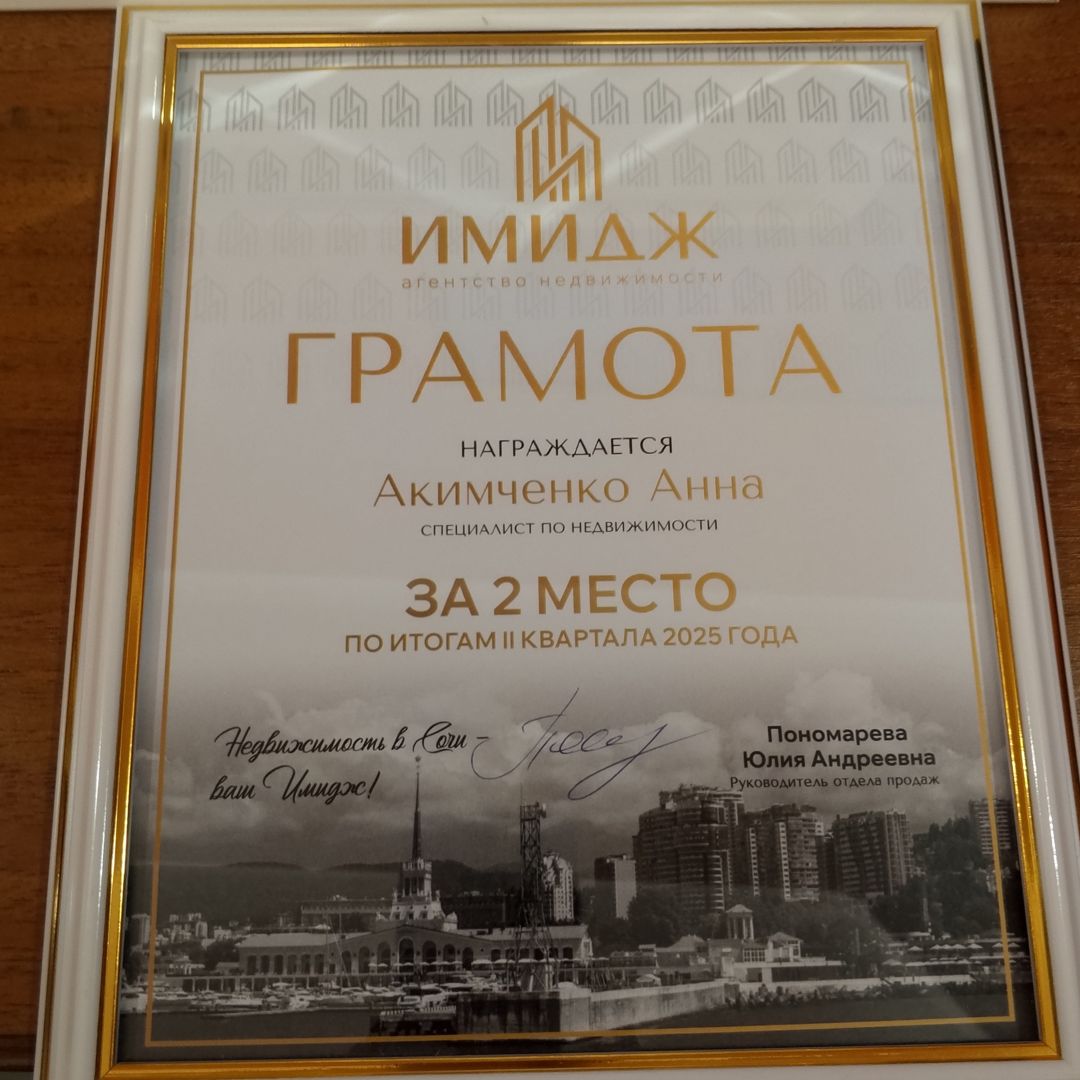 ИМИДЖ
агентство недвижимости
ГРАМОТА
НАГРАЖДАЕТСЯ
Акимченко Анна
СПЕЦИАЛИСТ ПО НЕДВИЖИМОСТИ
ЗА 2 МЕСТО
ПО ИТОГАМ II КВАРТАЛА 2025 ГОДА
Недвижимость в Сочи -
ваш Имидж!
Пономарева
Юлия Андреевна
Руководитель отдела продаж